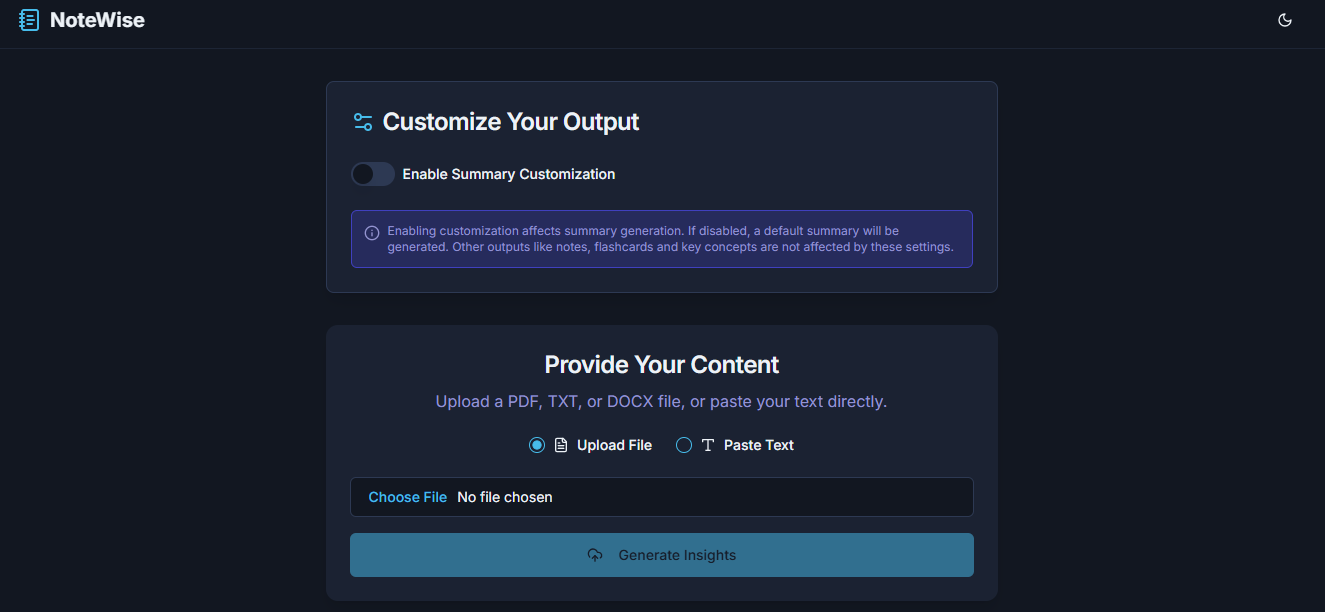 NoteWise
Customize Your Output
Enable Summary Customization
Enabling customization affects summary generation. If disabled, a default summary will be
generated. Other outputs like notes, flashcards and key concepts are not affected by these settings.
Provide Your Content
Upload a PDF, TXT, or DOCX file, or paste your text directly.
Upload File Paste Text
Choose File No file chosen
Generate Insights